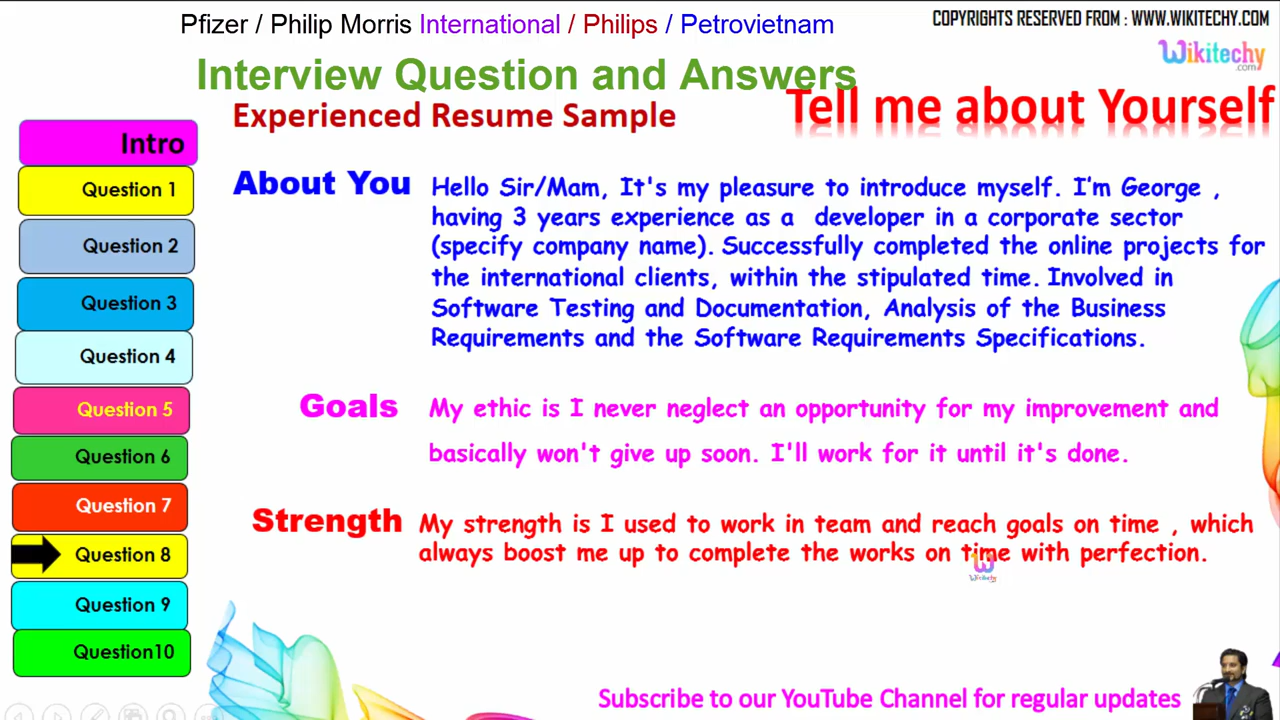 Pfizer / Philip Morris International / Philips / Petrovietnam
COPYRIGHTS RESERVED FROM : WWW.WIKITECHY.COM
Wikitechy
.com
Interview Question and Answers
Experienced Resume Sample
Tell me about Yourself
Intro
Question 1
Question 2
Question 3
Question 4
Question 5
Question 6
Question 7
Question 8
Question 9
Question10
About You
Hello Sir/Mam, It's my pleasure to introduce myself. I'm George ,
having 3 years experience as a developer in a corporate sector
(specify company name). Successfully completed the online projects for
the international clients, within the stipulated time. Involved in
Software Testing and Documentation, Analysis of the Business
Requirements and the Software Requirements Specifications.
Goals
My ethic is I never neglect an opportunity for my improvement and
basically won't give up soon. I'll work for it until it's done.
Strength
My strength is I used to work in team and reach goals on time , which
always boost me up to complete the works on time with perfection.
Wikitechy
Subscribe to our YouTube Channel for regular updates